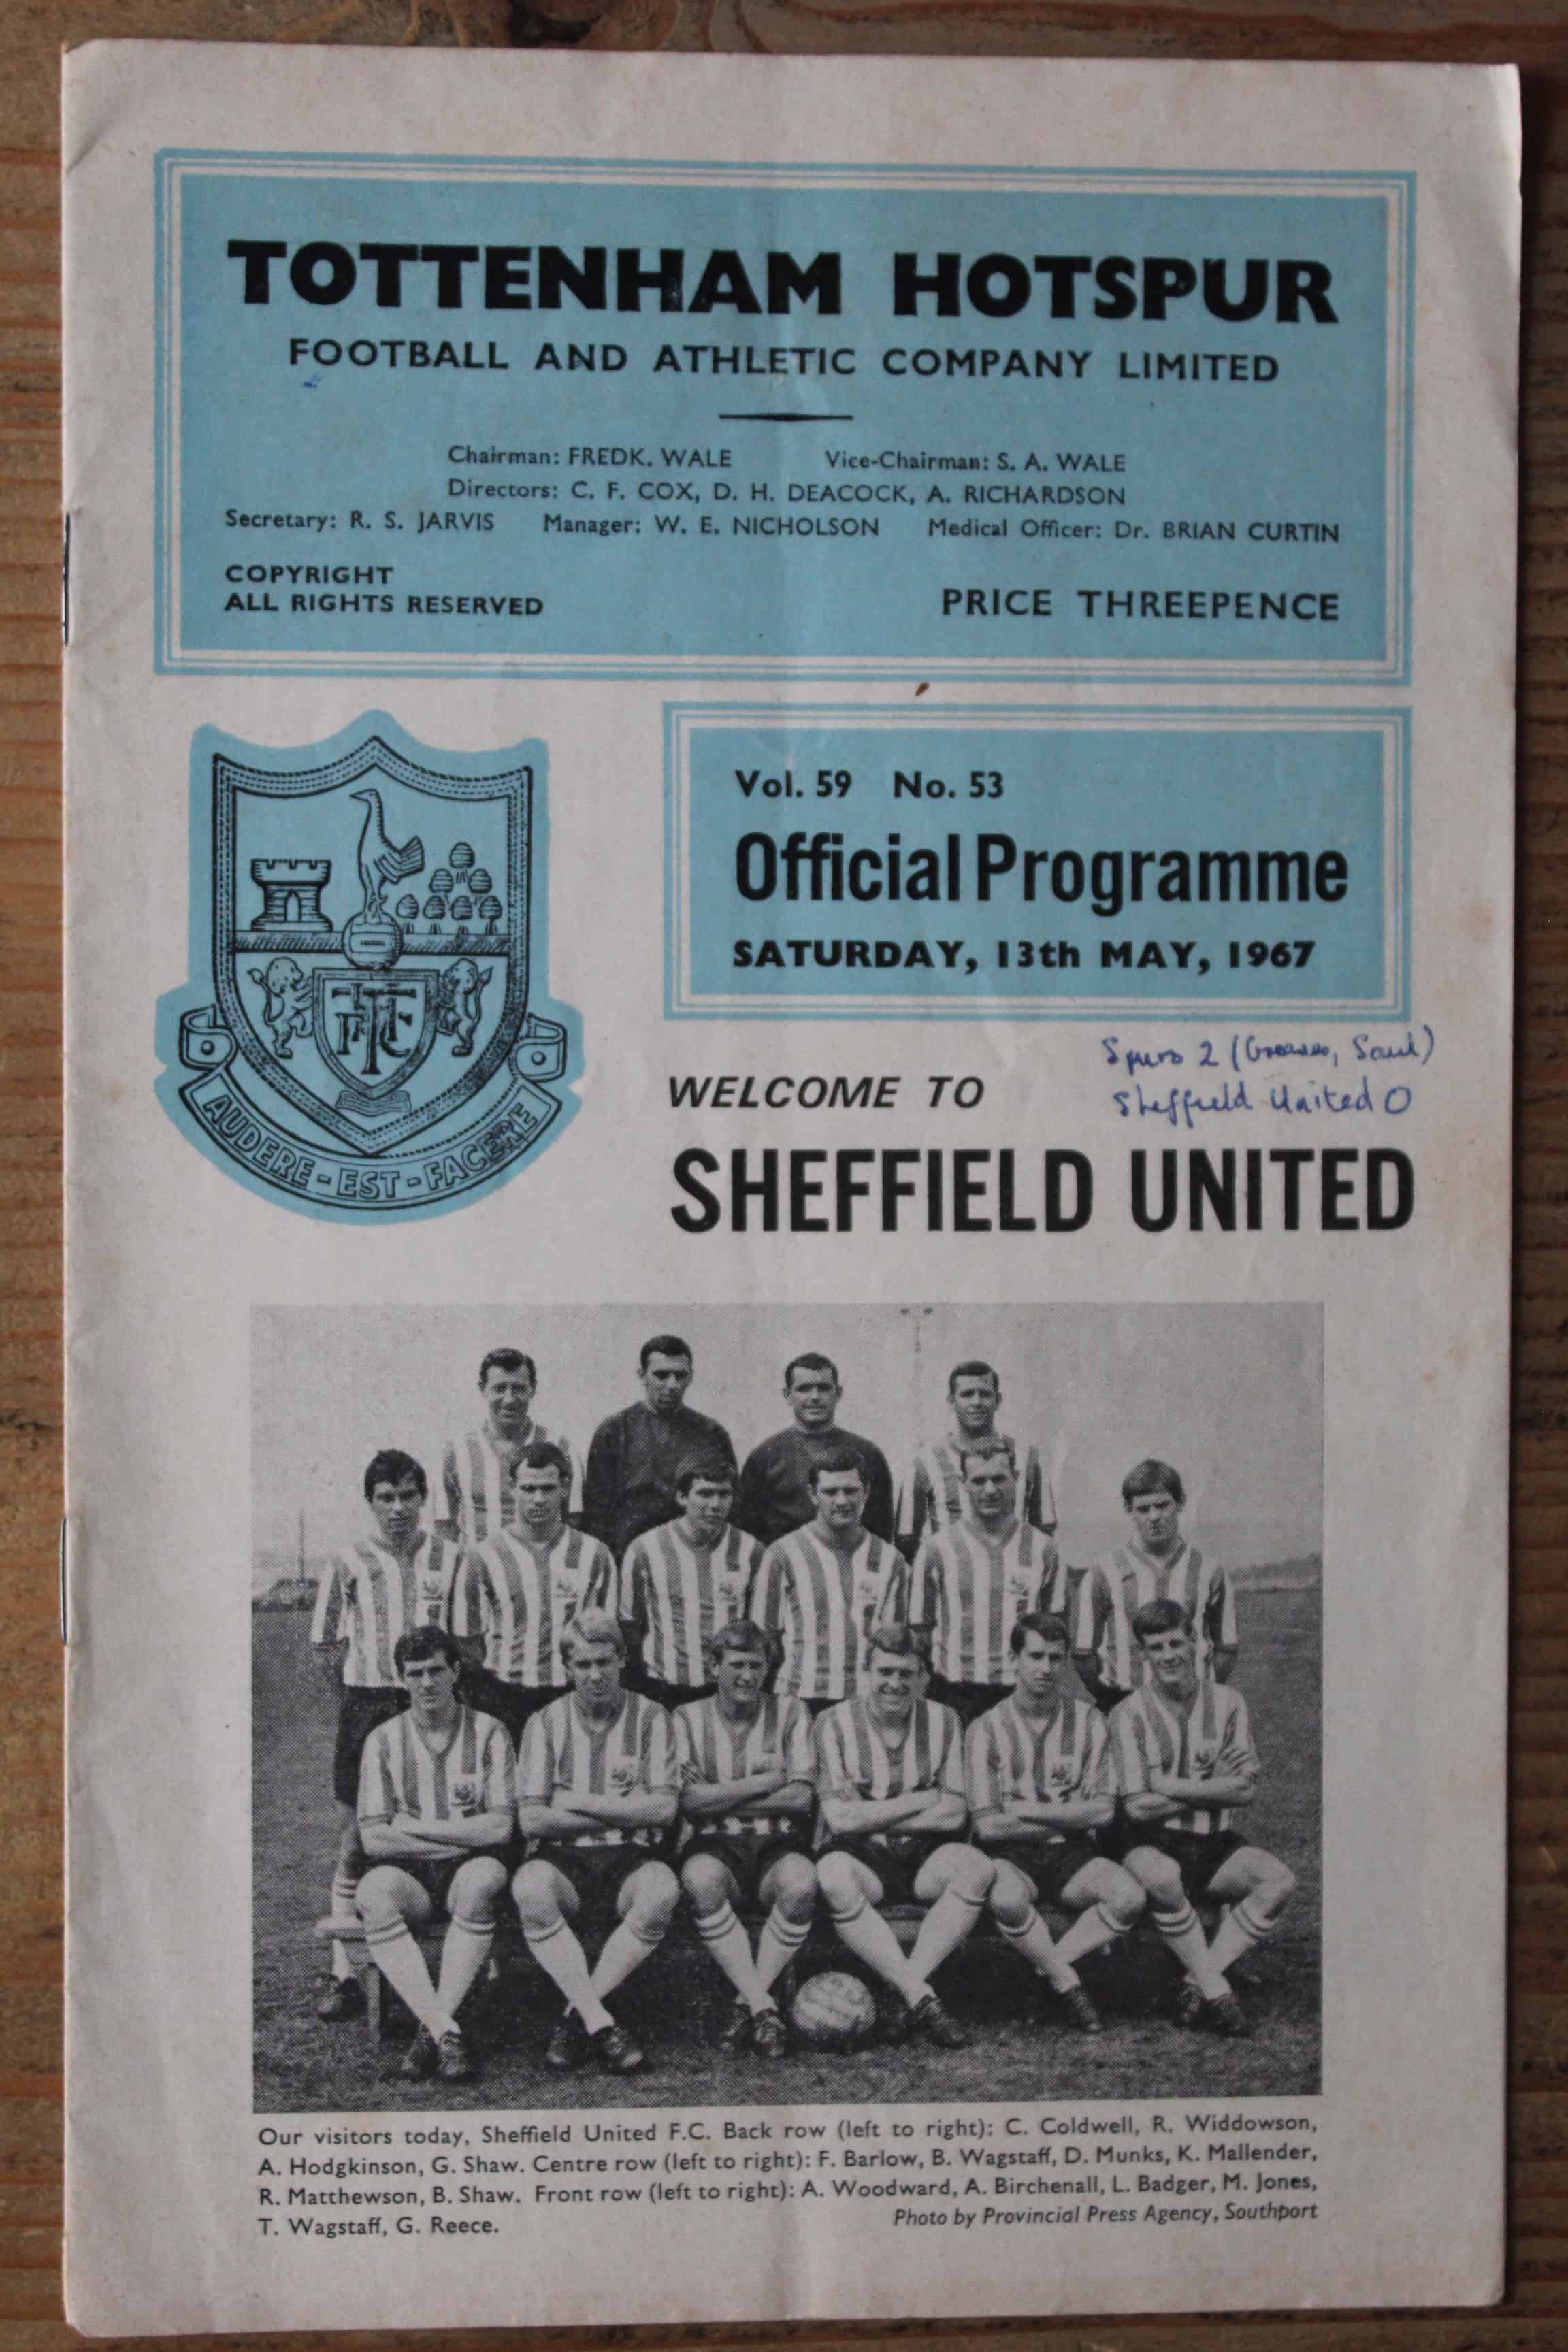 TOTTENHAM HOTSPUR
FOOTBALL AND ATHLETIC COMPANY LIMITED
Chairman: FREDK. WALE Vice-Chairman: S. A. WALE
Directors: C. F. COX, D. H. DEACOCK, A. RICHARDSON
Secretary: R. S. JARVIS Manager: W. E. NICHOLSON Medical Officer: Dr. BRIAN CURTIN
COPYRIGHT
ALL RIGHTS RESERVED
PRICE THREEPENCE
AUDERE-EST-FACERE
Vol. 59 No. 53
Official Programme
SATURDAY, 13th MAY, 1967
Spurs 2 (Greaves, Saul)
Sheffield United 0
WELCOME TO
SHEFFIELD UNITED
Our visitors today, Sheffield United F.C. Back row (left to right): C. Coldwell, R. Widdowson,
A. Hodgkinson, G. Shaw. Centre row (left to right): F. Barlow, B. Wagstaff, D. Munks, K. Mallender,
R. Matthewson, B. Shaw. Front row (left to right): A. Woodward, A. Birchenall, L. Badger, M. Jones,
T. Wagstaff, G. Reece.
Photo by Provincial Press Agency, Southport